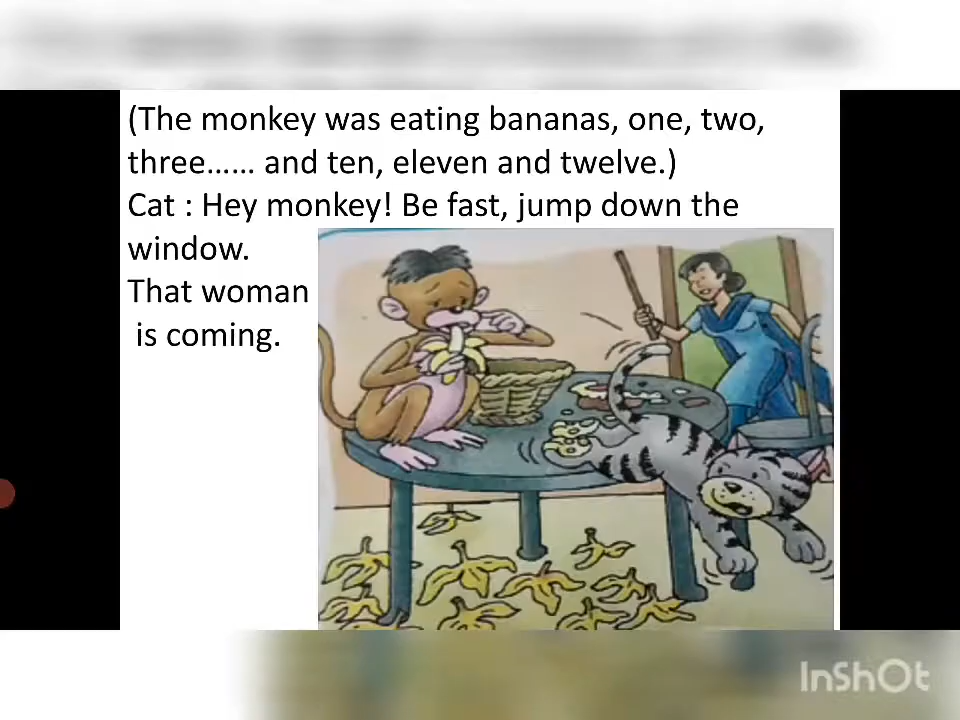 (The monkey was eating bananas, one, two,
three...... and ten, eleven and twelve.)
Cat : Hey monkey! Be fast, jump down the
window.
That woman
is coming.
InShOt